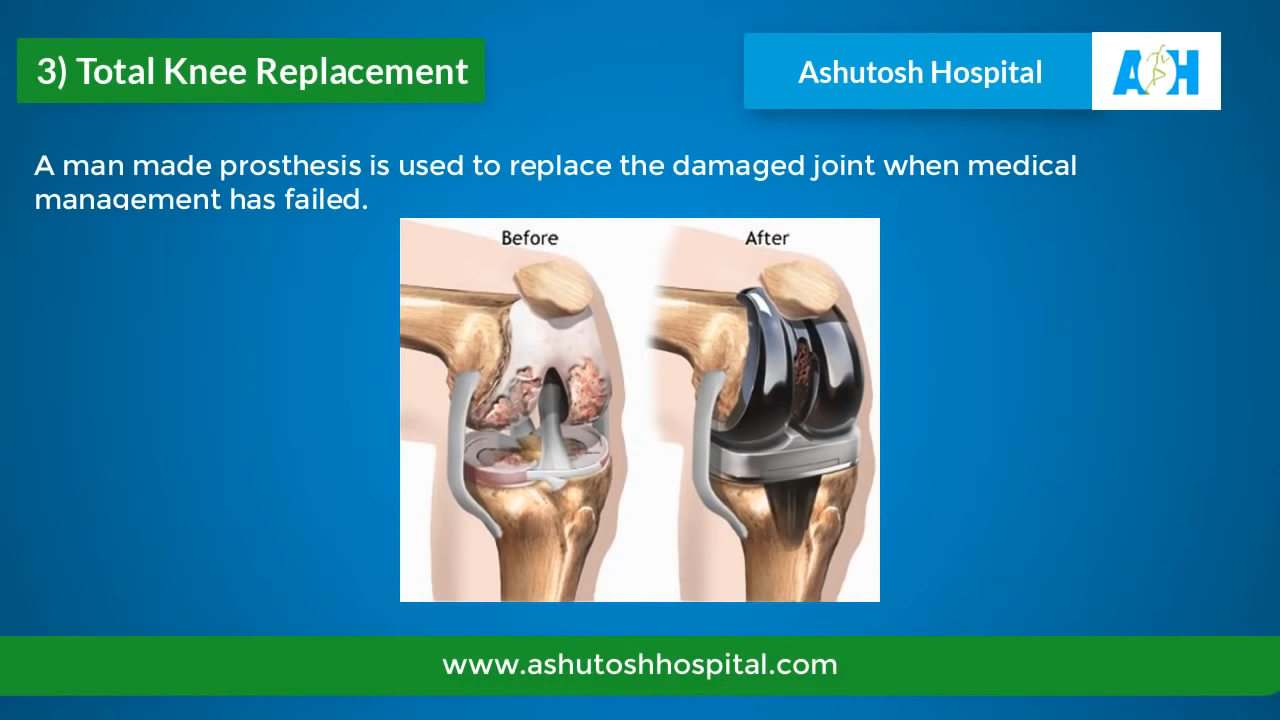 3) Total Knee Replacement
Ashutosh Hospital
ASH
A man made prosthesis is used to replace the damaged joint when medical
management has failed.
Before
After
www.ashutoshhospital.com